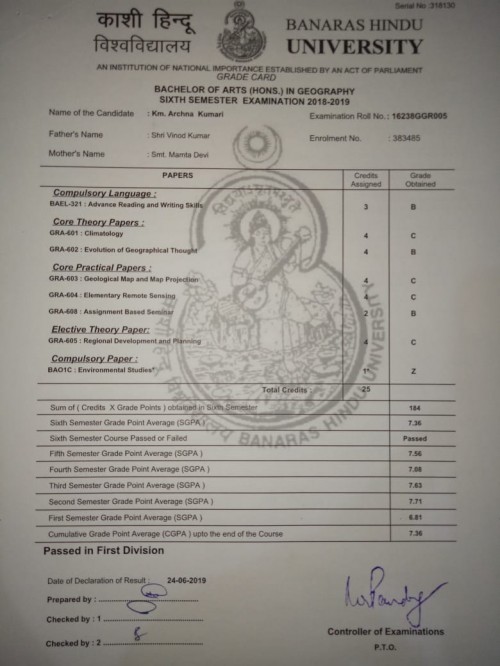 Serial No :318130
काशी हिन्दू
विश्वविद्यालय
BANARAS HINDU
UNIVERSITY
AN INSTITUTION OF NATIONAL IMPORTANCE ESTABLISHED BY AN ACT OF PARLIAMENT
GRADE CARD
BACHELOR OF ARTS (HONS.) IN GEOGRAPHY
SIXTH SEMESTER EXAMINATION 2018-2019
Name of the Candidate : Km. Archna Kumari Examination Roll No. : 16238GGR005
Father's Name : Shri Vinod Kumar Enrolment No. : 383485
Mother's Name : Smt. Mamta Devi
PAPERS Credits Assigned Grade Obtained
Compulsory Language :
BAEL-321 : Advance Reading and Writing Skills 3 B
Core Theory Papers :
GRA-601 : Climatology 4 C
GRA-602 : Evolution of Geographical Thought 4 B
Core Practical Papers :
GRA-603 : Geological Map and Map Projection 4 C
GRA-604 : Elementary Remote Sensing 4 C
GRA-608 : Assignment Based Seminar 2 B
Elective Theory Paper:
GRA-605 : Regional Development and Planning 4 C
Compulsory Paper :
BAO1C : Environmental Studies* 1* Z
Total Credits : 25
Sum of ( Credits X Grade Points ) obtained in Sixth Semester 184
Sixth Semester Grade Point Average (SGPA ) 7.36
Sixth Semester Course Passed or Failed Passed
Fifth Semester Grade Point Average (SGPA ) 7.56
Fourth Semester Grade Point Average (SGPA ) 7.08
Third Semester Grade Point Average (SGPA ) 7.63
Second Semester Grade Point Average (SGPA ) 7.71
First Semester Grade Point Average (SGPA ) 6.81
Cumulative Grade Point Average (CGPA ) upto the end of the Course 7.36
Passed in First Division
Date of Declaration of Result : 24-06-2019
Prepared by :
Checked by : 1
Checked by : 2
Controller of Examinations
P.T.O.
BANARAS HINDU UNIVERSITY